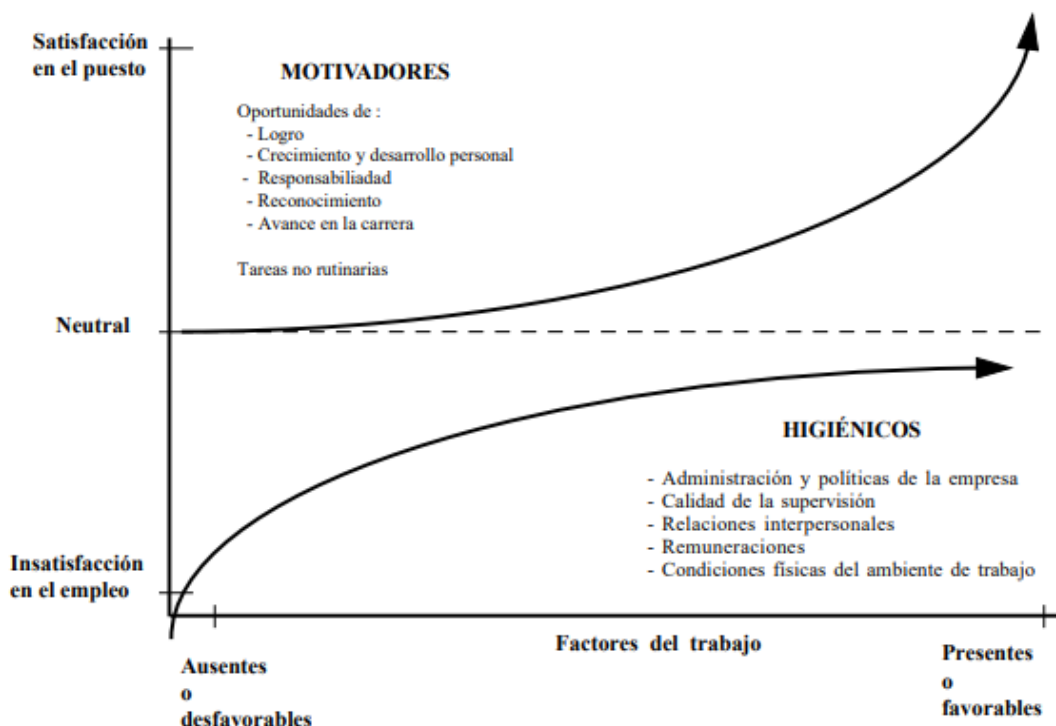 Satisfacción
en el puesto
MOTIVADORES
Oportunidades de :
- Logro
- Crecimiento y desarrollo personal
- Responsabiliadad
- Reconocimiento
- Avance en la carrera
Tareas no rutinarias
Neutral
HIGIÉNICOS
- Administración y políticas de la empresa
- Calidad de la supervisión
- Relaciones interpersonales
- Remuneraciones
- Condiciones físicas del ambiente de trabajo
Insatisfacción
en el empleo
Factores del trabajo
Ausentes
o
desfavorables
Presentes
o
favorables